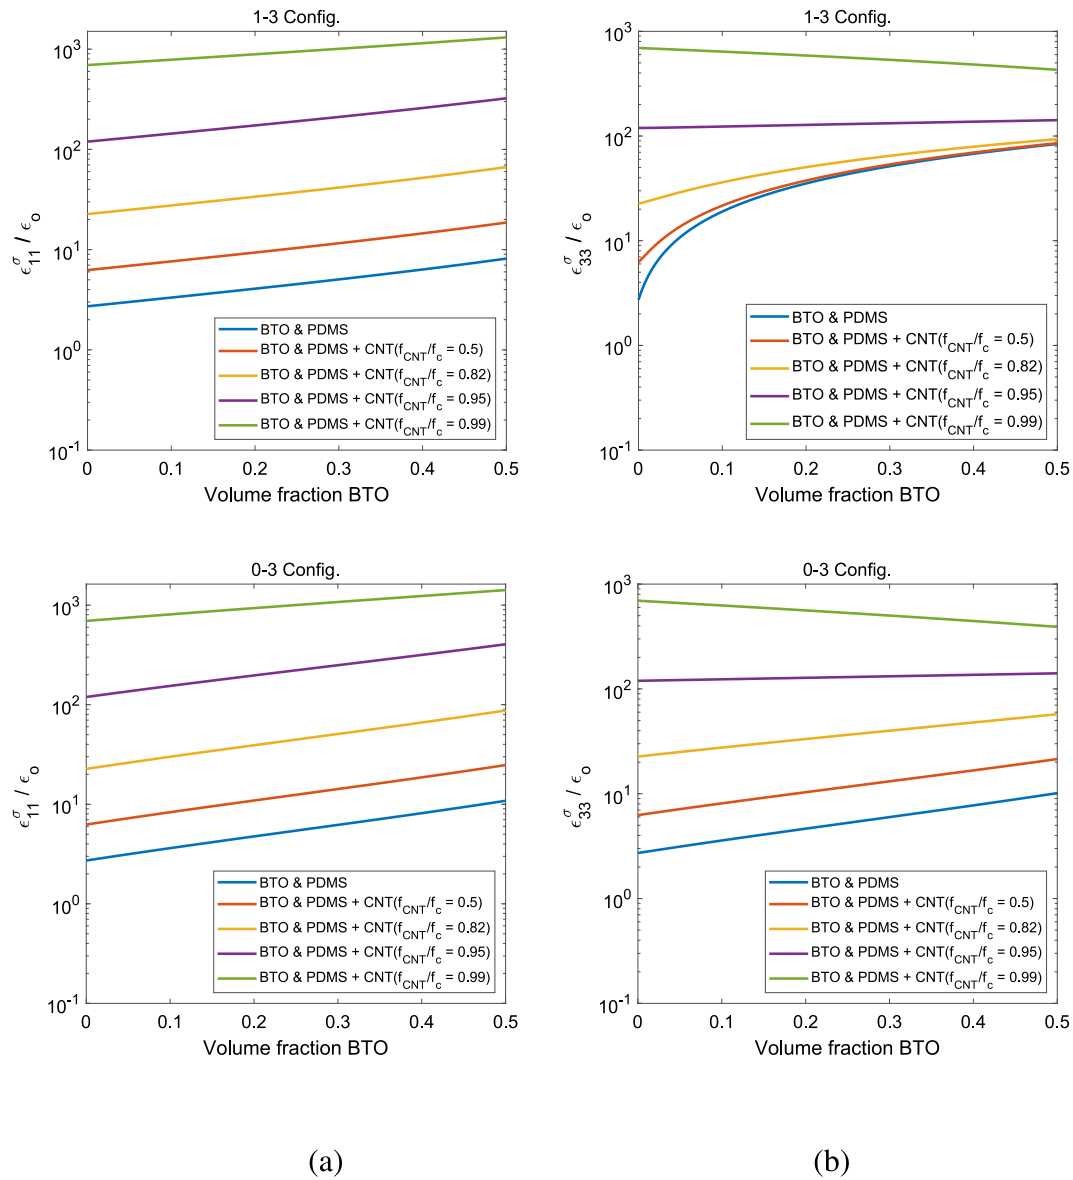 1-3 Config.
10^3
10^2
10^1
10^0
10^-1
ϵ_11^σ / ϵ_o
BTO & PDMS
BTO & PDMS + CNT(f_CNT/f_c = 0.5)
BTO & PDMS + CNT(f_CNT/f_c = 0.82)
BTO & PDMS + CNT(f_CNT/f_c = 0.95)
BTO & PDMS + CNT(f_CNT/f_c = 0.99)
0 0.1 0.2 0.3 0.4 0.5
Volume fraction BTO
1-3 Config.
10^3
10^2
10^1
10^0
10^-1
ϵ_33^σ / ϵ_o
BTO & PDMS
BTO & PDMS + CNT(f_CNT/f_c = 0.5)
BTO & PDMS + CNT(f_CNT/f_c = 0.82)
BTO & PDMS + CNT(f_CNT/f_c = 0.95)
BTO & PDMS + CNT(f_CNT/f_c = 0.99)
0 0.1 0.2 0.3 0.4 0.5
Volume fraction BTO
0-3 Config.
10^3
10^2
10^1
10^0
10^-1
ϵ_11^σ / ϵ_o
BTO & PDMS
BTO & PDMS + CNT(f_CNT/f_c = 0.5)
BTO & PDMS + CNT(f_CNT/f_c = 0.82)
BTO & PDMS + CNT(f_CNT/f_c = 0.95)
BTO & PDMS + CNT(f_CNT/f_c = 0.99)
0 0.1 0.2 0.3 0.4 0.5
Volume fraction BTO
0-3 Config.
10^3
10^2
10^1
10^0
10^-1
ϵ_33^σ / ϵ_o
BTO & PDMS
BTO & PDMS + CNT(f_CNT/f_c = 0.5)
BTO & PDMS + CNT(f_CNT/f_c = 0.82)
BTO & PDMS + CNT(f_CNT/f_c = 0.95)
BTO & PDMS + CNT(f_CNT/f_c = 0.99)
0 0.1 0.2 0.3 0.4 0.5
Volume fraction BTO
(a)
(b)